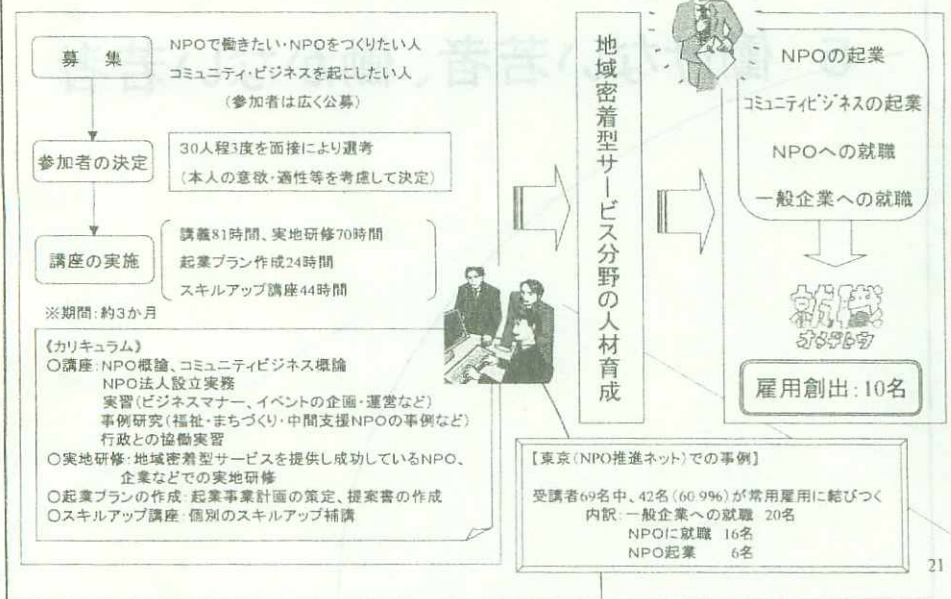 募 集
NPOで働きたい・NPOをつくりたい人
コミュニティ・ビジネスを起こしたい人
(参加者は広く公募)
参加者の決定
30人程3度を面接により選考
(本人の意欲・適性等を考慮して決定)
講座の実施
講義81時間、実地研修70時間
起業プラン作成24時間
スキルアップ講座44時間
※期間:約3か月
《カリキュラム》
○講座:NPO概論、コミュニティビジネス概論
NPO法人設立実務
実習(ビジネスマナー、イベントの企画・運営など)
事例研究(福祉・まちづくり・中間支援NPOの事例など)
行政との協働実習
○実地研修:地域密着型サービスを提供し成功しているNPO、
企業などでの実地研修
○起業プランの作成:起業事業計画の策定、提案書の作成
○スキルアップ講座:個別のスキルアップ補講
地域密着型サービス分野の人材育成
NPOの起業
コミュニティビジネスの起業
NPOへの就職
一般企業への就職
就職
オメデトウ
雇用創出:10名
【東京(NPO推進ネット)での事例】
受講者69名中、42名(60.9%)が常用雇用に結びつく
内訳:一般企業への就職 20名
NPOに就職 16名
NPO起業 6名
21